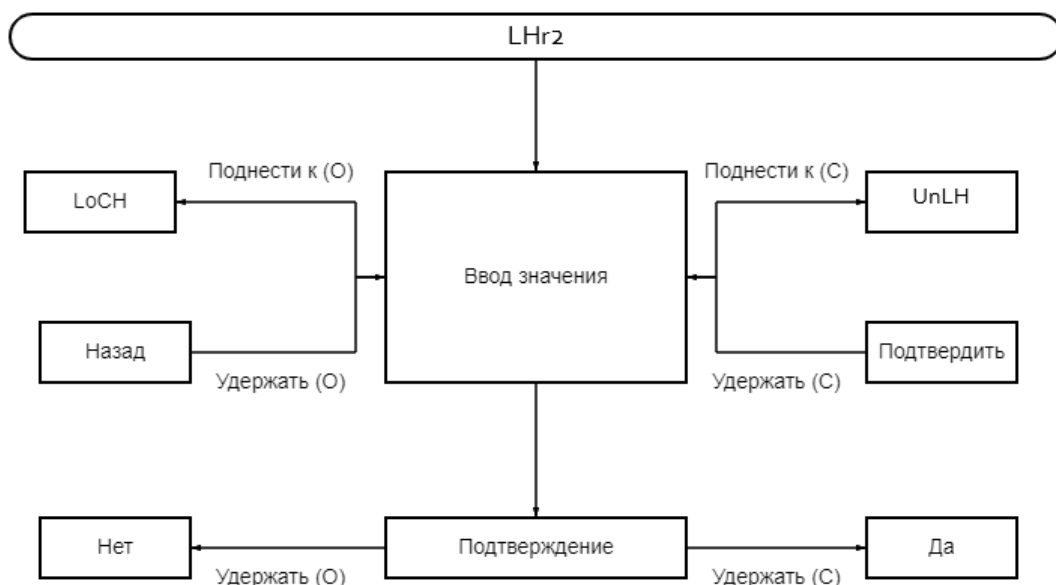 LHr2
Поднести к (O)
Поднести к (C)
LoCH
UnLH
Ввод значения
Назад
Подтвердить
Удержать (O)
Удержать (C)
Нет
Подтверждение
Да
Удержать (O)
Удержать (C)